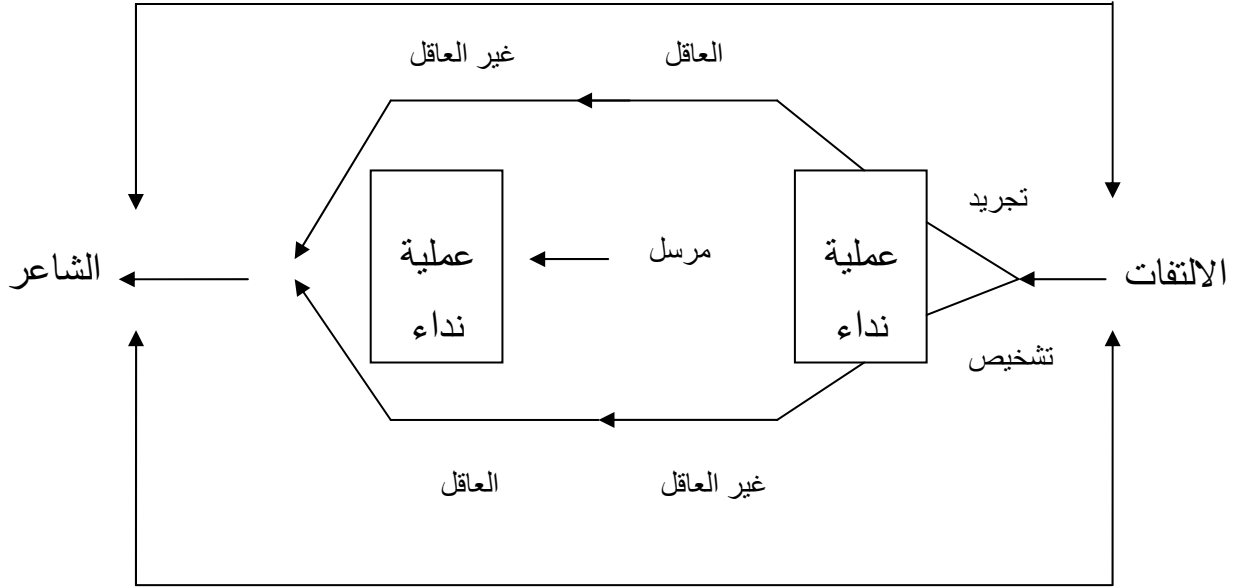 العاقل
غير العاقل
تجريد
الالتفات
عملية
نداء
مرسل
عملية
نداء
الشاعر
تشخيص
غير العاقل
العاقل